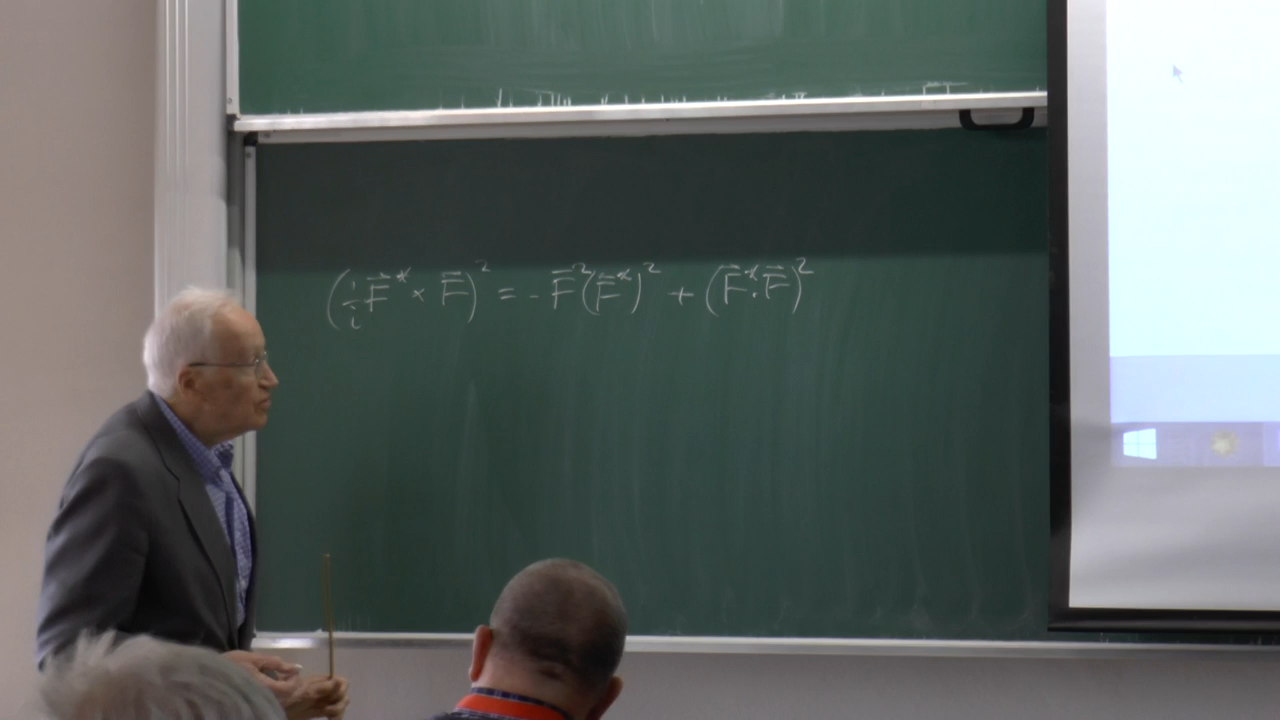 (1/i F⃗* × F⃗)² = - F⃗²(F⃗*)² + (F⃗*·F⃗)²